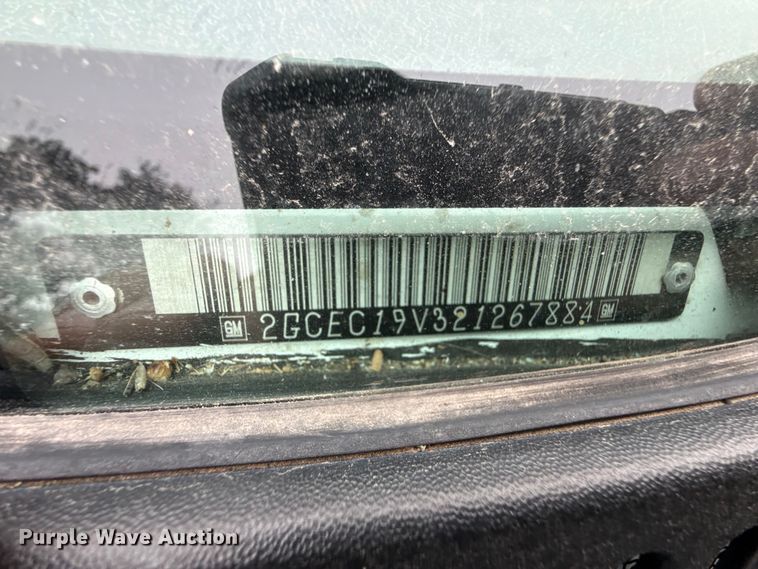 GM 2GCEC19V321267884 GM
Purple Wave Auction®